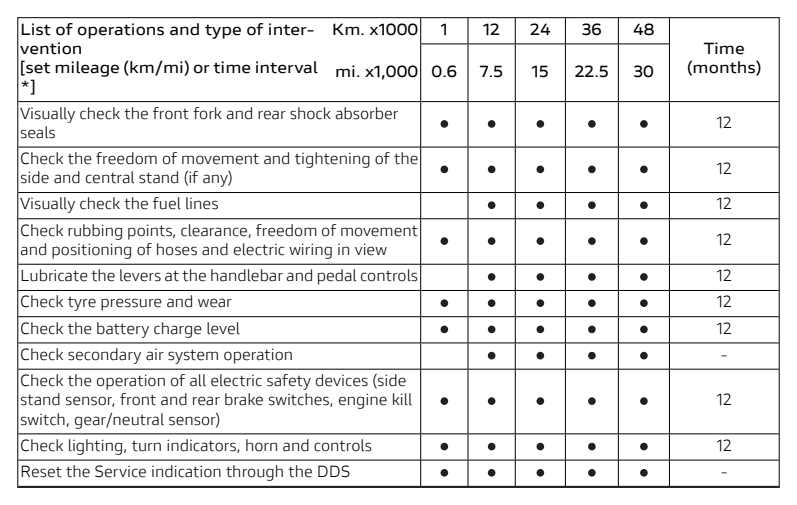 List of operations and type of inter- Km. x1000 1 12 24 36 48 Time (months)
vention
[set mileage (km/mi) or time interval mi. x1,000 0.6 7.5 15 22.5 30
*]
Visually check the front fork and rear shock absorber
seals ● ● ● ● ● 12
Check the freedom of movement and tightening of the
side and central stand (if any) ● ● ● ● ● 12
Visually check the fuel lines ● ● ● ● 12
Check rubbing points, clearance, freedom of movement
and positioning of hoses and electric wiring in view ● ● ● ● ● 12
Lubricate the levers at the handlebar and pedal controls ● ● ● ● 12
Check tyre pressure and wear ● ● ● ● ● 12
Check the battery charge level ● ● ● ● ● 12
Check secondary air system operation ● ● ● ● -
Check the operation of all electric safety devices (side
stand sensor, front and rear brake switches, engine kill
switch, gear/neutral sensor) ● ● ● ● ● 12
Check lighting, turn indicators, horn and controls ● ● ● ● ● 12
Reset the Service indication through the DDS ● ● ● ● ● -